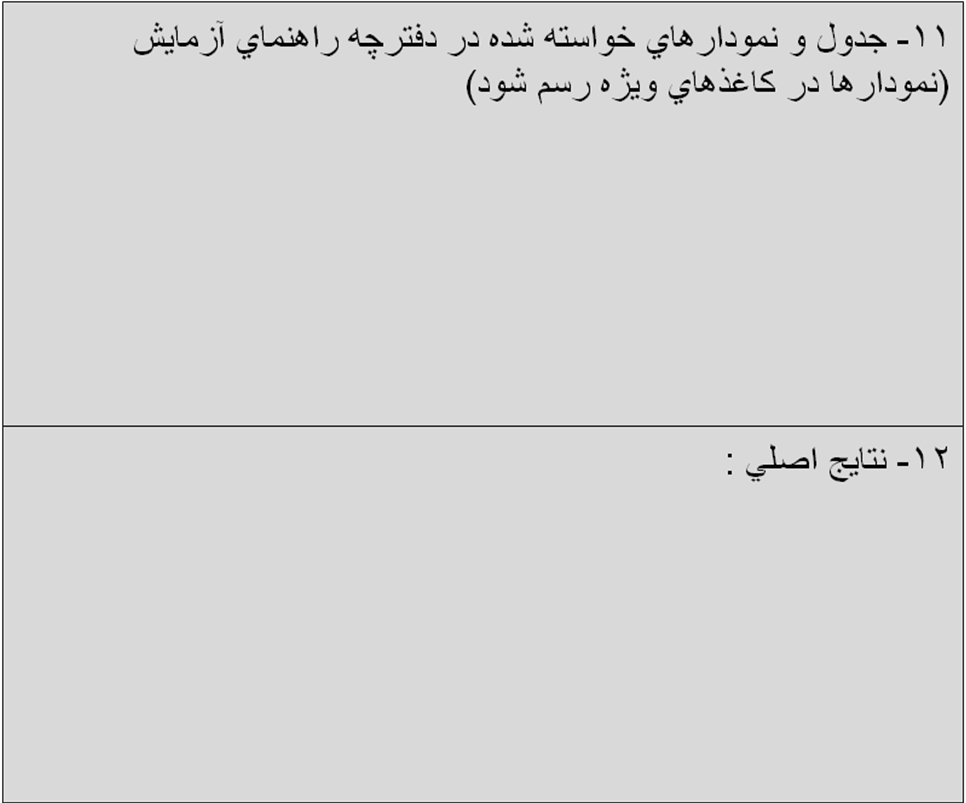 ۱۱- جدول و نمودارهاي خواسته شده در دفترچه راهنماي آزمايش
(نمودارها در كاغذهاي ويژه رسم شود)
۱۲- نتايج اصلي :